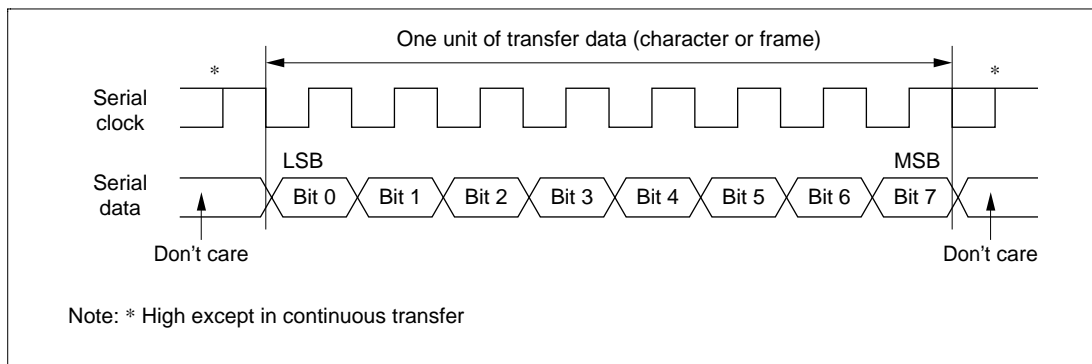 One unit of transfer data (character or frame)
* *
Serial
clock
LSB MSB
Serial
data
Bit 0 Bit 1 Bit 2 Bit 3 Bit 4 Bit 5 Bit 6 Bit 7
Don't care Don't care
Note: * High except in continuous transfer